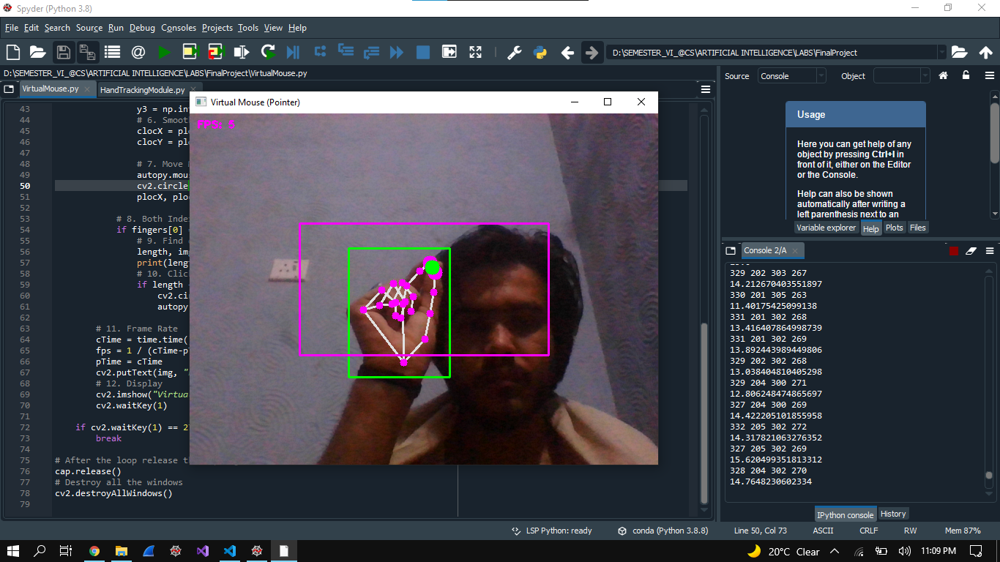 Spyder (Python 3.8)
File Edit Search Source Run Debug Consoles Projects Tools View Help
D:\SEMESTER_VI_@CS\ARTIFICIAL INTELLIGENCE\LABS\FinalProject
D:\SEMESTER_VI_@CS\ARTIFICIAL INTELLIGENCE\LABS\FinalProject\VirtualMouse.py
VirtualMouse.py HandTrackingModule.py
43 y3 = np.int
44 # 6. Smoot
45 clocX = plo
46 clocY = plo
47
48 # 7. Move
49 autopy.mou
50 cv2.circle
51 plocX, ploc
52
53 # 8. Both Inde
54 if fingers[0] =
55 # 9. Find
56 length, im
57 print(leng
58 # 10. Clic
59 if length
60 cv2.ci
61 autopy
62
63 # 11. Frame Rate
64 cTime = time.time(
65 fps = 1 / (cTime-p
66 pTime = cTime
67 cv2.putText(img, "
68 # 12. Display
69 cv2.imshow("Virtua
70 cv2.waitKey(1)
71
72 if cv2.waitKey(1) == 2
73 break
74
75 # After the loop release t
76 cap.release()
77 # Destroy all the windows
78 cv2.destroyAllWindows()
79
Virtual Mouse (Pointer)
FPS: 5
Source Console Object
Usage
Here you can get help of any
object by pressing Ctrl+I in
front of it, either on the Editor
or the Console.
Help can also be shown
automatically after writing a
left parenthesis next to an
Variable explorer Help Plots Files
Console 2/A
329 202 303 267
14.212670403551897
330 201 305 263
11.40175425099138
331 201 302 268
13.416407864998739
331 201 302 269
13.892443989449806
329 202 302 268
13.038404810405298
329 204 300 271
12.806248474865697
327 204 300 269
14.422205101855958
332 205 302 272
14.317821063276352
327 205 302 269
15.620499351813312
328 204 302 270
14.7648230602334
IPython console History
LSP Python: ready conda (Python 3.8.8) Line 50, Col 73 ASCII CRLF RW Mem 87%
20°C Clear 11:09 PM